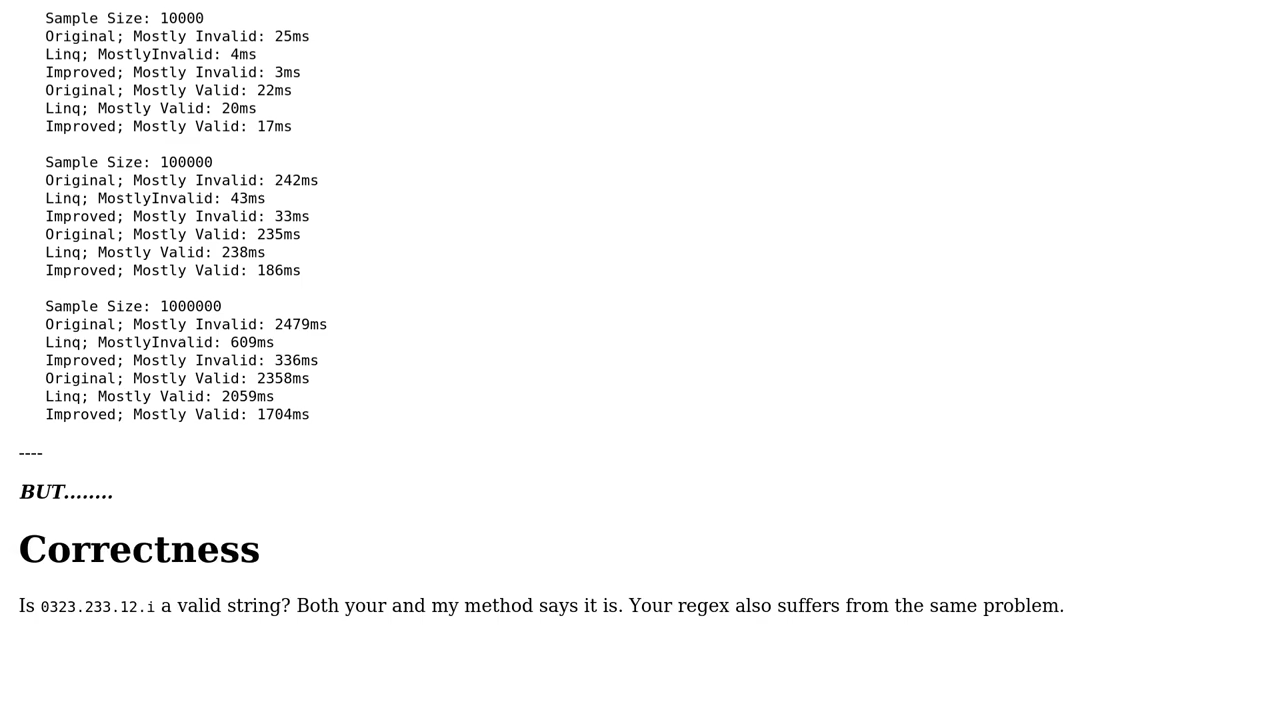 Sample Size: 10000
Original; Mostly Invalid: 25ms
Linq; MostlyInvalid: 4ms
Improved; Mostly Invalid: 3ms
Original; Mostly Valid: 22ms
Linq; Mostly Valid: 20ms
Improved; Mostly Valid: 17ms
Sample Size: 100000
Original; Mostly Invalid: 242ms
Linq; MostlyInvalid: 43ms
Improved; Mostly Invalid: 33ms
Original; Mostly Valid: 235ms
Linq; Mostly Valid: 238ms
Improved; Mostly Valid: 186ms
Sample Size: 1000000
Original; Mostly Invalid: 2479ms
Linq; MostlyInvalid: 609ms
Improved; Mostly Invalid: 336ms
Original; Mostly Valid: 2358ms
Linq; Mostly Valid: 2059ms
Improved; Mostly Valid: 1704ms
----
BUT........
Correctness
Is 0323.233.12.i a valid string? Both your and my method says it is. Your regex also suffers from the same problem.